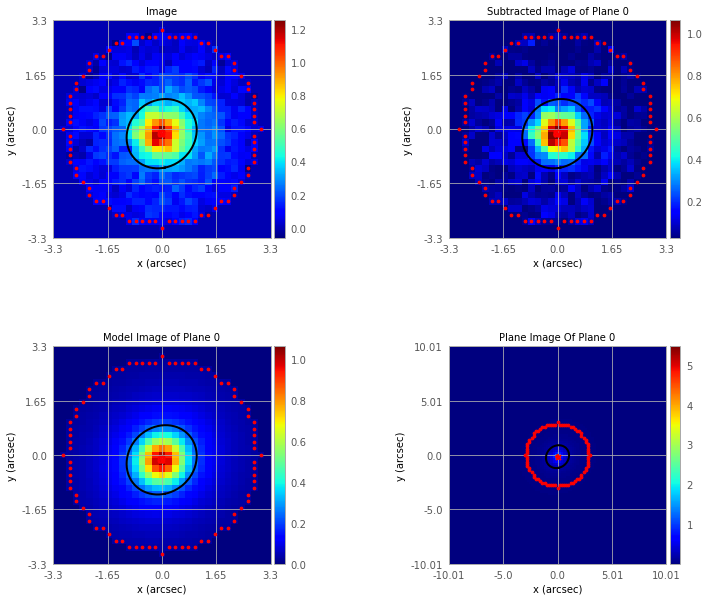 Image
3.3
1.65
0.0
-1.65
-3.3
y (arcsec)
-3.3 -1.65 0.0 1.65 3.3
x (arcsec)
1.2
1.0
0.8
0.6
0.4
0.2
0.0
Subtracted Image of Plane 0
3.3
1.65
0.0
-1.65
-3.3
y (arcsec)
-3.3 -1.65 0.0 1.65 3.3
x (arcsec)
1.0
0.8
0.6
0.4
0.2
Model Image of Plane 0
3.3
1.65
0.0
-1.65
-3.3
y (arcsec)
-3.3 -1.65 0.0 1.65 3.3
x (arcsec)
1.0
0.8
0.6
0.4
0.2
0.0
Plane Image Of Plane 0
10.01
5.01
0.0
-5.0
-10.01
y (arcsec)
-10.01 -5.0 0.0 5.01 10.01
x (arcsec)
5
4
3
2
1